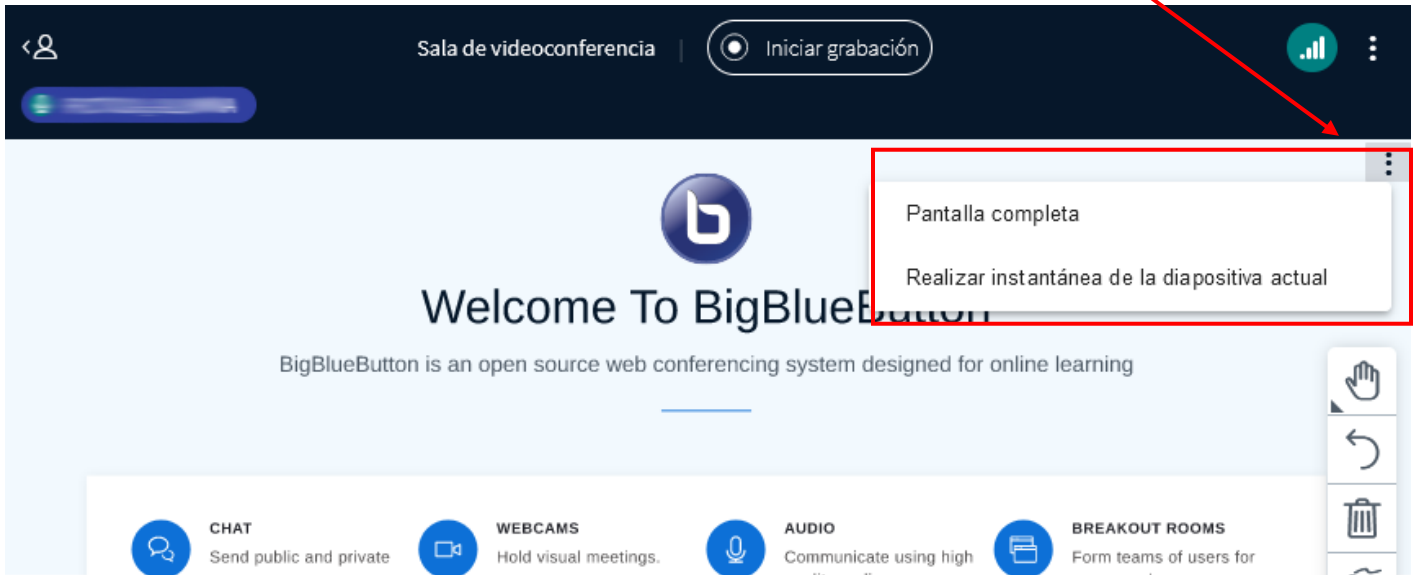 Sala de videoconferencia
Iniciar grabación
Pantalla completa
Realizar instantánea de la diapositiva actual
Welcome To BigBlueButton
BigBlueButton is an open source web conferencing system designed for online learning
CHAT
Send public and private
WEBCAMS
Hold visual meetings.
AUDIO
Communicate using high
BREAKOUT ROOMS
Form teams of users for